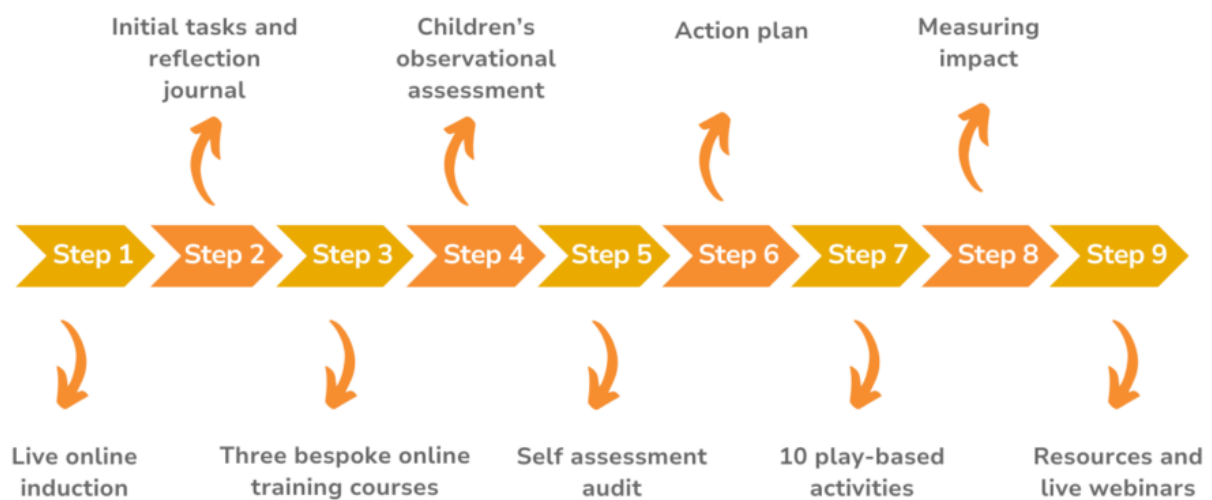 Initial tasks and
reflection
journal
Children's
observational
assessment
Action plan
Measuring
impact
Step 1
Step 2
Step 3
Step 4
Step 5
Step 6
Step 7
Step 8
Step 9
Live online
induction
Three bespoke online
training courses
Self assessment
audit
10 play-based
activities
Resources and
live webinars